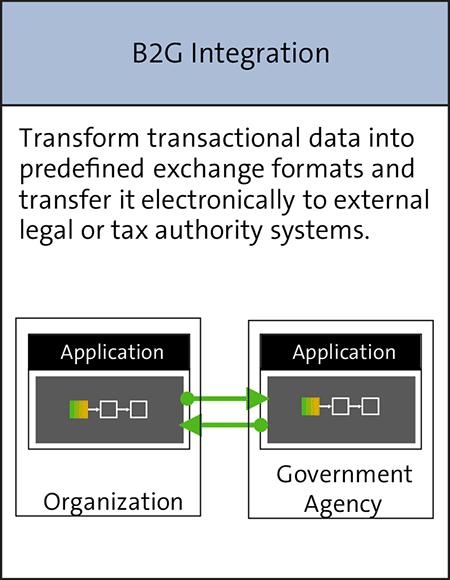 B2G Integration
Transform transactional data into
predefined exchange formats and
transfer it electronically to external
legal or tax authority systems.
Application
Application
Organization
Government
Agency